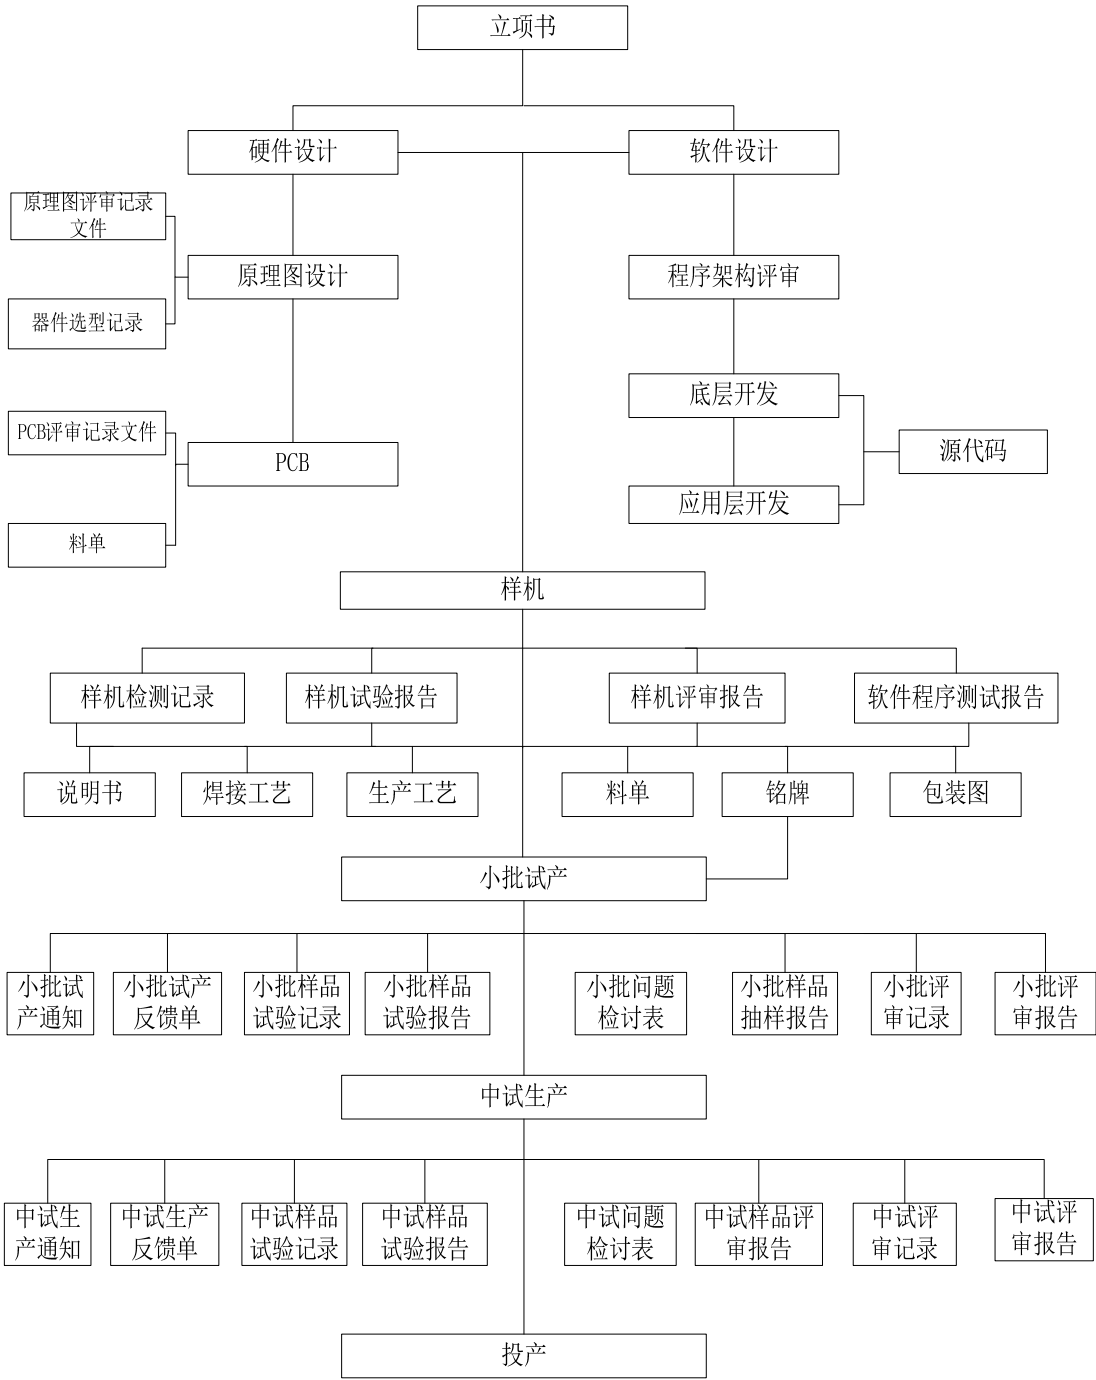 立项书
硬件设计
软件设计
原理图评审记录
文件
原理图设计
程序架构评审
器件选型记录
底层开发
PCB评审记录文件
PCB
源代码
应用层开发
料单
样机
样机检测记录
样机试验报告
样机评审报告
软件程序测试报告
说明书
焊接工艺
生产工艺
料单
铭牌
包装图
小批试产
小批试
产通知
小批试产
反馈单
小批样品
试验记录
小批样品
试验报告
小批问题
检讨表
小批样品
抽样报告
小批评
审记录
小批评
审报告
中试生产
中试生
产通知
中试生产
反馈单
中试样品
试验记录
中试样品
试验报告
中试问题
检讨表
中试样品评
审报告
中试评
审记录
中试评
审报告
投产